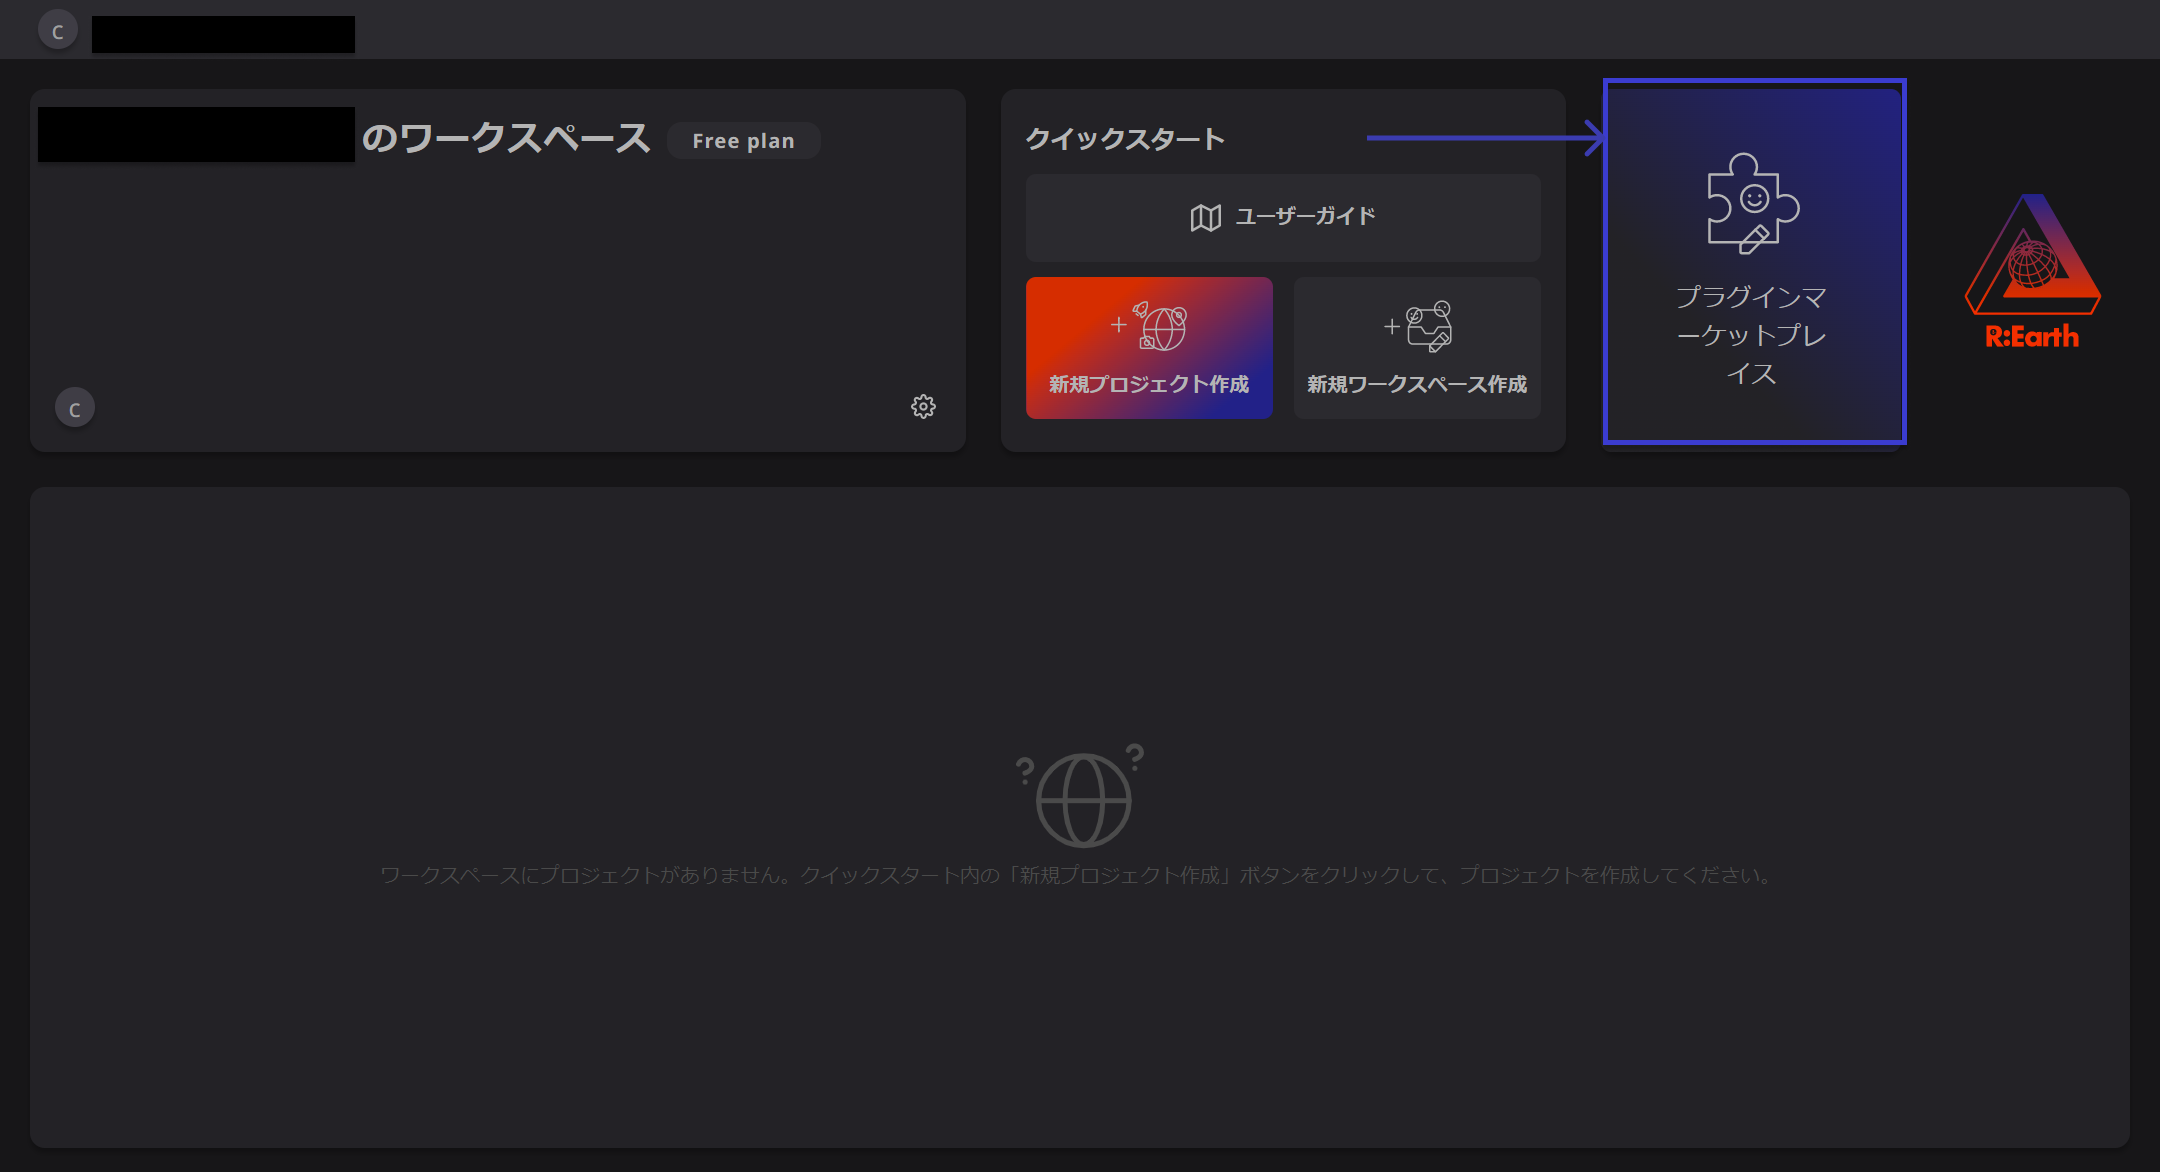 C
のワークスペース Free plan
C
クイックスタート
ユーザーガイド
新規プロジェクト作成
新規ワークスペース作成
プラグインマ
ーケットプレ
イス
R:Earth
ワークスペースにプロジェクトがありません。クイックスタート内の「新規プロジェクト作成」ボタンをクリックして、プロジェクトを作成してください。